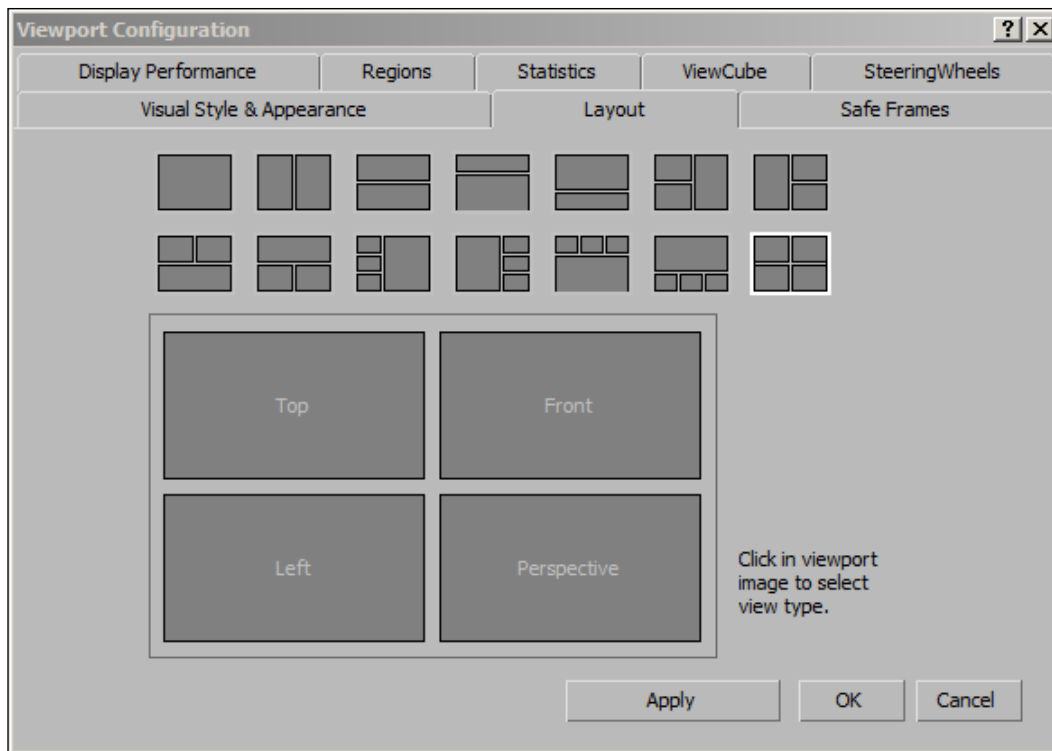 Viewport Configuration
Display Performance Regions Statistics ViewCube SteeringWheels
Visual Style & Appearance Layout Safe Frames
Top Front
Left Perspective
Click in viewport
image to select
view type.
Apply OK Cancel